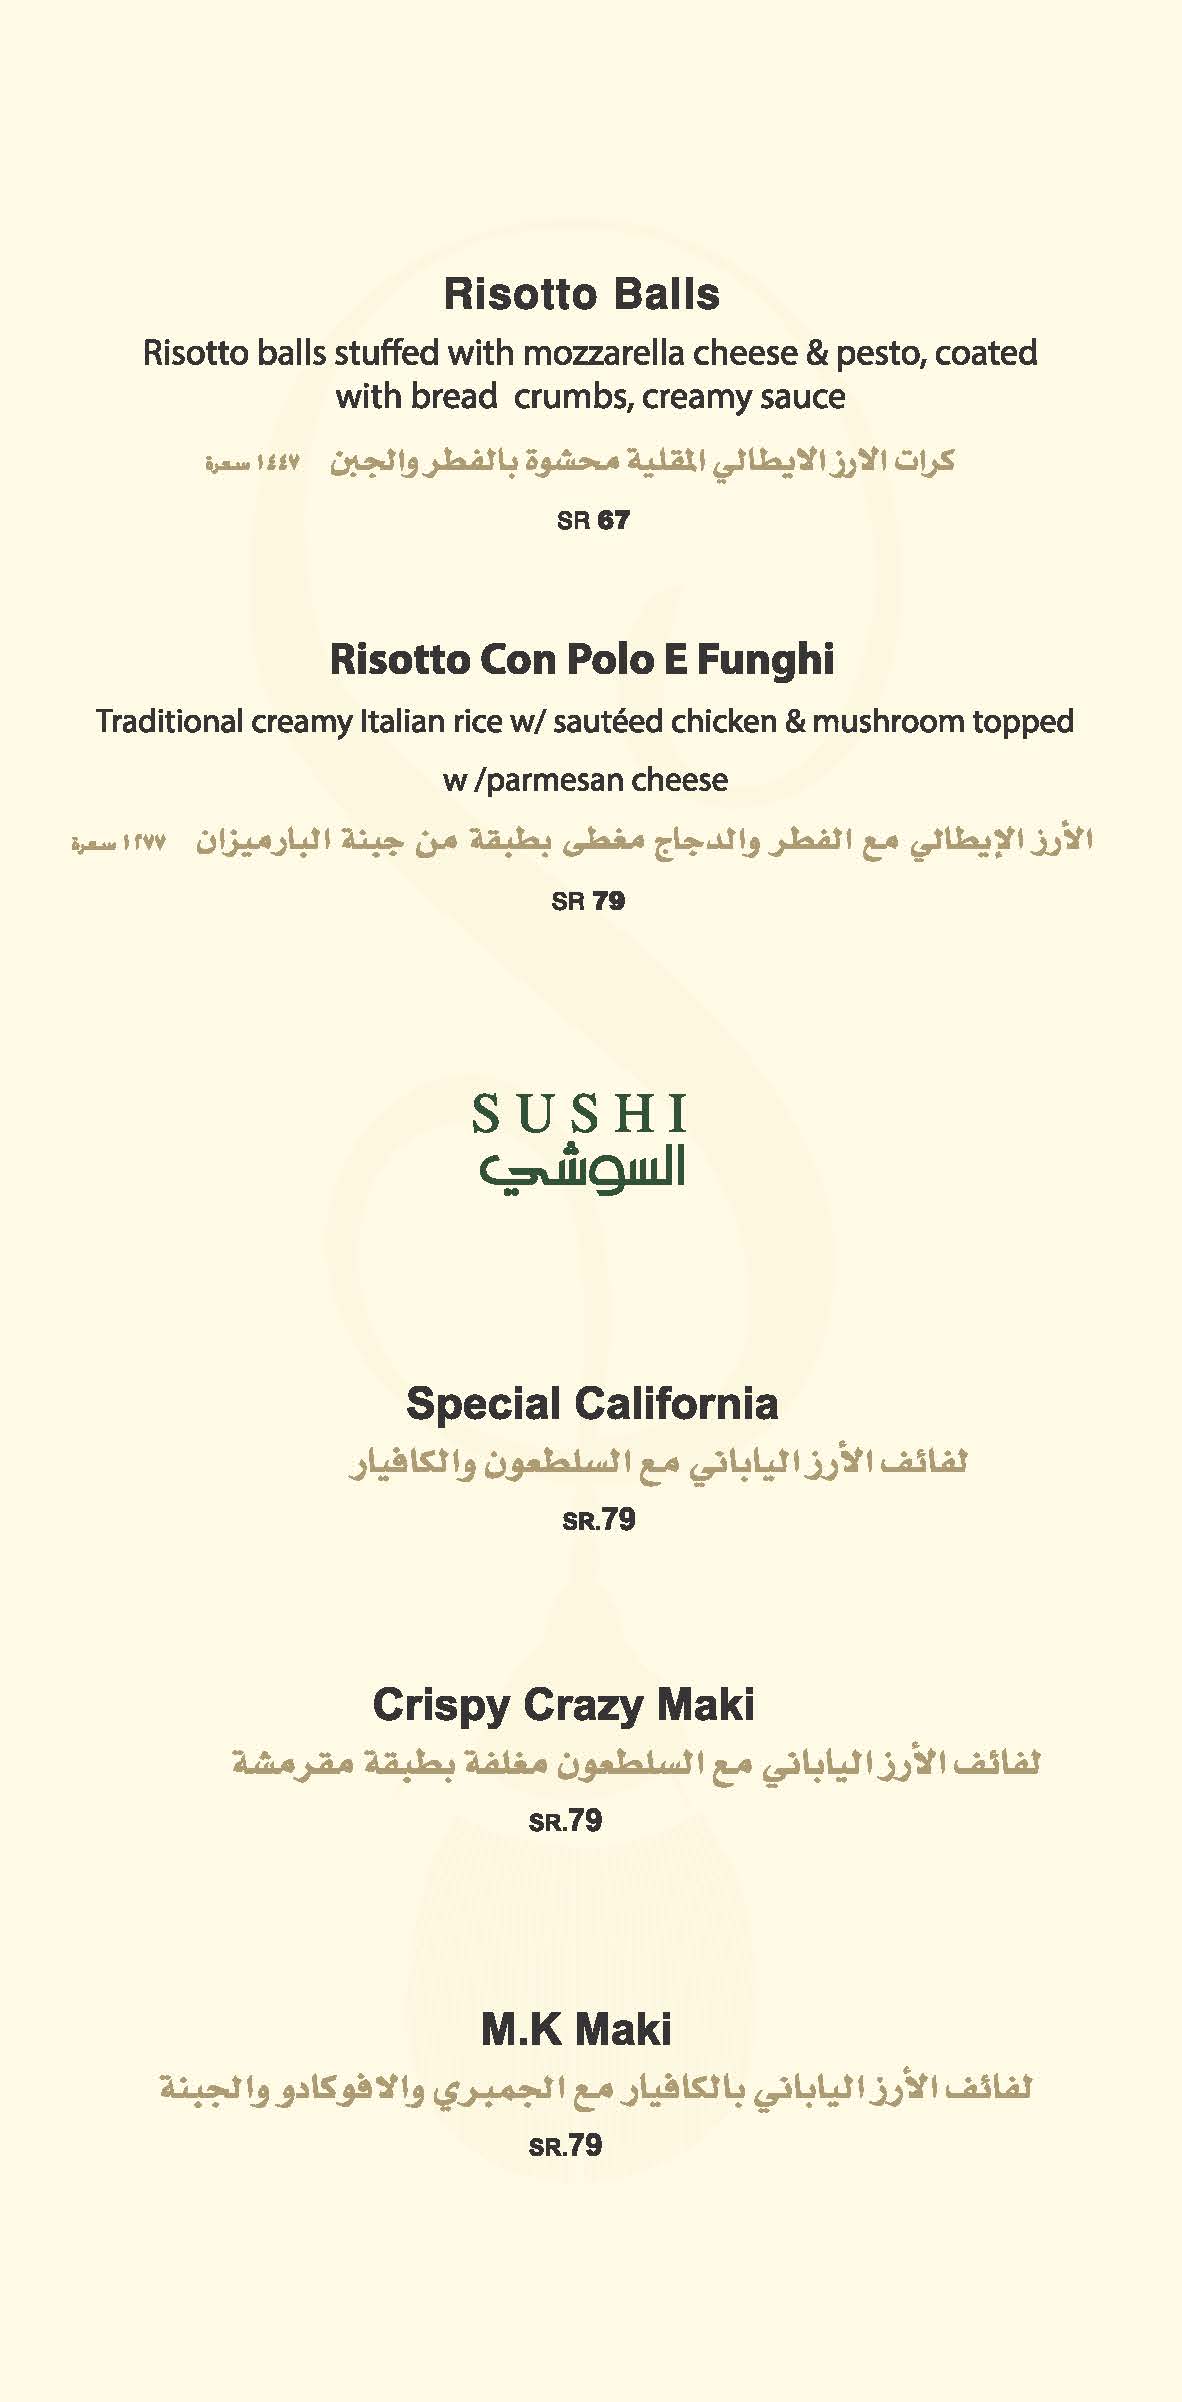 Risotto Balls
Risotto balls stuffed with mozzarella cheese & pesto, coated
with bread crumbs, creamy sauce
كرات الارز الايطالي المقلية محشوة بالفطر والجبن ١٤٤٧ سعرة
SR 67
Risotto Con Polo E Funghi
Traditional creamy Italian rice w/ sautéed chicken & mushroom topped
w /parmesan cheese
الأرز الإيطالي مع الفطر والدجاج مغطى بطبقة من جبنة البارميزان ١٢٧٧ سعرة
SR 79
SUSHI
السوشي
Special California
لفائف الأرز الياباني مع السلطعون والكافيار
SR.79
Crispy Crazy Maki
لفائف الأرز الياباني مع السلطعون مغلفة بطبقة مقرمشة
SR.79
M.K Maki
لفائف الأرز الياباني بالكافيار مع الجمبري والافوكادو والجبنة
SR.79